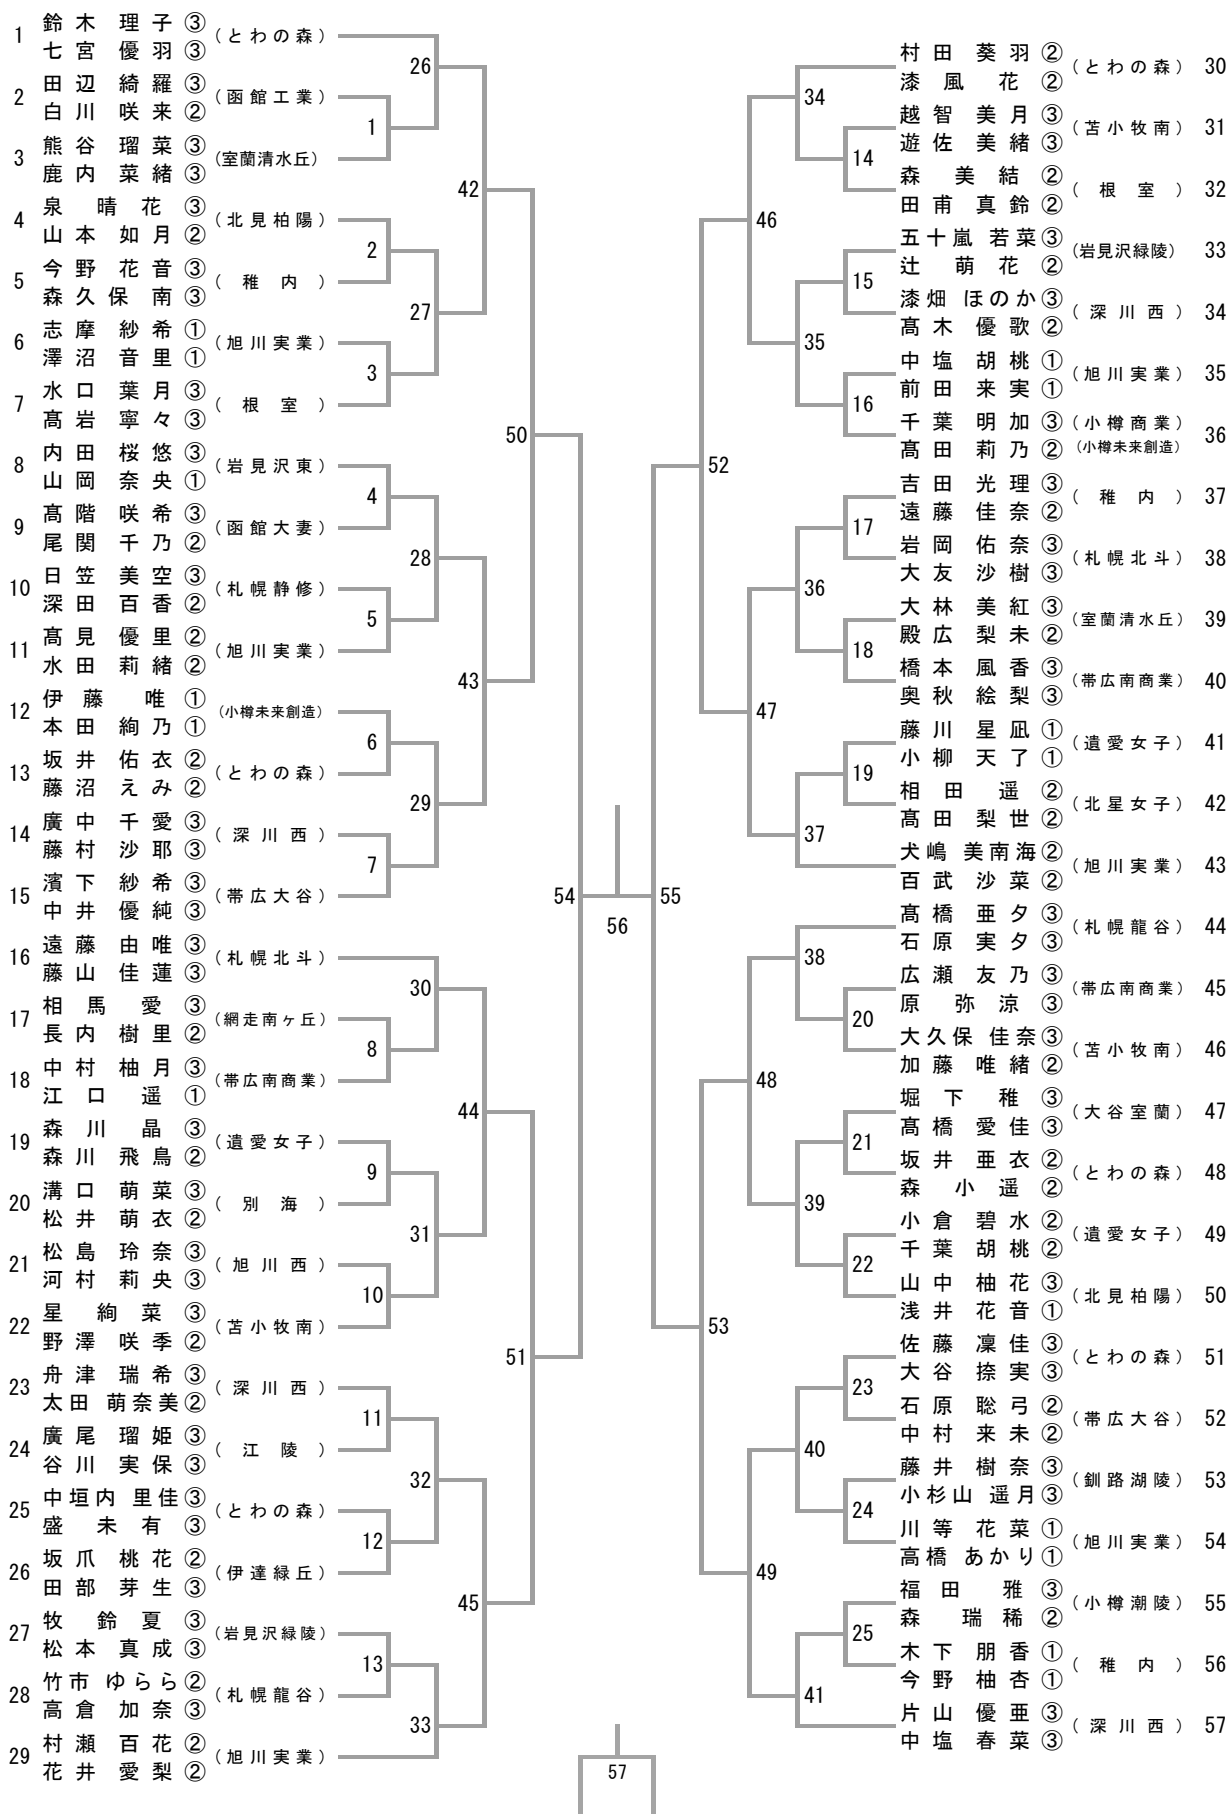 1 鈴木 理子 ③ (とわの森)
七宮 優羽 ③
2 田辺 綺羅 ③ (函館工業)
白川 咲来 ②
3 熊谷 瑠菜 ③ (室蘭清水丘)
鹿内 菜緒 ③
4 泉 晴花 ③ (北見柏陽)
山本 如月 ②
5 今野 花音 ③ (稚内)
森久保 南 ③
6 志摩 紗希 ① (旭川実業)
澤沼 音里 ①
7 水口 葉月 ③ (根室)
髙岩 寧々 ③
8 内田 桜悠 ③ (岩見沢東)
山岡 奈央 ①
9 髙階 咲希 ③ (函館大妻)
尾関 千乃 ②
10 日笠 美空 ③ (札幌静修)
深田 百香 ②
11 髙見 優里 ② (旭川実業)
水田 莉緒 ②
12 伊藤 唯 ① (小樽未来創造)
本田 絢乃 ①
13 坂井 佑衣 ② (とわの森)
藤沼 えみ ②
14 廣中 千愛 ③ (深川西)
藤村 沙耶 ③
15 濱下 紗希 ③ (帯広大谷)
中井 優純 ③
16 遠藤 由唯 ③ (札幌北斗)
藤山 佳蓮 ③
17 相馬 愛 ③ (網走南ヶ丘)
長内 樹里 ②
18 中村 柚月 ③ (帯広南商業)
江口 遥 ①
19 森川 晶 ③ (遺愛女子)
森川 飛鳥 ②
20 溝口 萌菜 ③ (別海)
松井 萌衣 ②
21 松島 玲奈 ③ (旭川西)
河村 莉央 ③
22 星 絢菜 ③ (苫小牧南)
野澤 咲季 ②
23 舟津 瑞希 ③ (深川西)
太田 萌奈美 ②
24 廣尾 瑠姫 ③ (江陵)
谷川 実保 ③
25 中垣内 里佳 ③ (とわの森)
盛 未有 ③
26 坂爪 桃花 ② (伊達緑丘)
田部 芽生 ③
27 牧 鈴夏 ③ (岩見沢緑陵)
松本 真成 ③
28 竹市 ゆらら ② (札幌龍谷)
高倉 加奈 ③
29 村瀬 百花 ② (旭川実業)
花井 愛梨 ②
1
2
3
4
5
6
7
8
9
10
11
12
13
26
27
28
29
30
31
32
33
42
43
44
45
50
51
54
56
57
55
52
53
46
47
48
49
34
35
36
37
38
39
40
41
14
15
16
17
18
19
20
21
22
23
24
25
村田 葵羽 ② (とわの森) 30
漆 風花 ②
越智 美月 ③ (苫小牧南) 31
遊佐 美緒 ③
森 美結 ② (根室) 32
田甫 真鈴 ②
五十嵐 若菜 ③ (岩見沢緑陵) 33
辻 萌花 ②
漆畑 ほのか ③ (深川西) 34
髙木 優歌 ②
中塩 胡桃 ① (旭川実業) 35
前田 来実 ①
千葉 明加 ③ (小樽商業) 36
髙田 莉乃 ② (小樽未来創造)
吉田 光理 ③ (稚内) 37
遠藤 佳奈 ②
岩岡 佑奈 ③ (札幌北斗) 38
大友 沙樹 ③
大林 美紅 ③ (室蘭清水丘) 39
殿広 梨未 ②
橋本 風香 ③ (帯広南商業) 40
奥秋 絵梨 ③
藤川 星凪 ① (遺愛女子) 41
小柳 天了 ①
相田 遥 ② (北星女子) 42
髙田 梨世 ②
犬嶋 美南海 ② (旭川実業) 43
百武 沙菜 ②
髙橋 亜夕 ③ (札幌龍谷) 44
石原 実夕 ③
広瀬 友乃 ③ (帯広南商業) 45
原 弥涼 ③
大久保 佳奈 ③ (苫小牧南) 46
加藤 唯緒 ②
堀下 稚 ③ (大谷室蘭) 47
髙橋 愛佳 ③
坂井 亜衣 ② (とわの森) 48
森 小遥 ②
小倉 碧水 ② (遺愛女子) 49
千葉 胡桃 ②
山中 柚花 ③ (北見柏陽) 50
浅井 花音 ①
佐藤 凜佳 ③ (とわの森) 51
大谷 捺実 ③
石原 聡弓 ② (帯広大谷) 52
中村 来未 ②
藤井 樹奈 ③ (釧路湖陵) 53
小杉山 遥月 ③
川等 花菜 ① (旭川実業) 54
高橋 あかり ①
福田 雅 ③ (小樽潮陵) 55
森 瑞稀 ②
木下 朋香 ① (稚内) 56
今野 柚杏 ①
片山 優亜 ③ (深川西) 57
中塩 春菜 ③